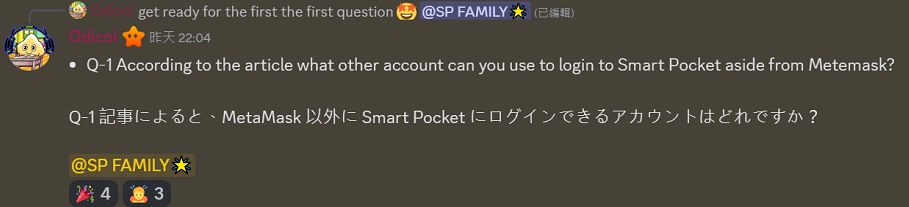 Odicol get ready for the first the first question 🤩 @SP FAMILY🌟 (已編輯)
Odicol 昨天 22:04
• Q-1 According to the article what other account can you use to login to Smart Pocket aside from Metemask?
Q-1 記事によると、MetaMask 以外に Smart Pocket にログインできるアカウントはどれですか？
@SP FAMILY🌟
🎉 4 🙇 3